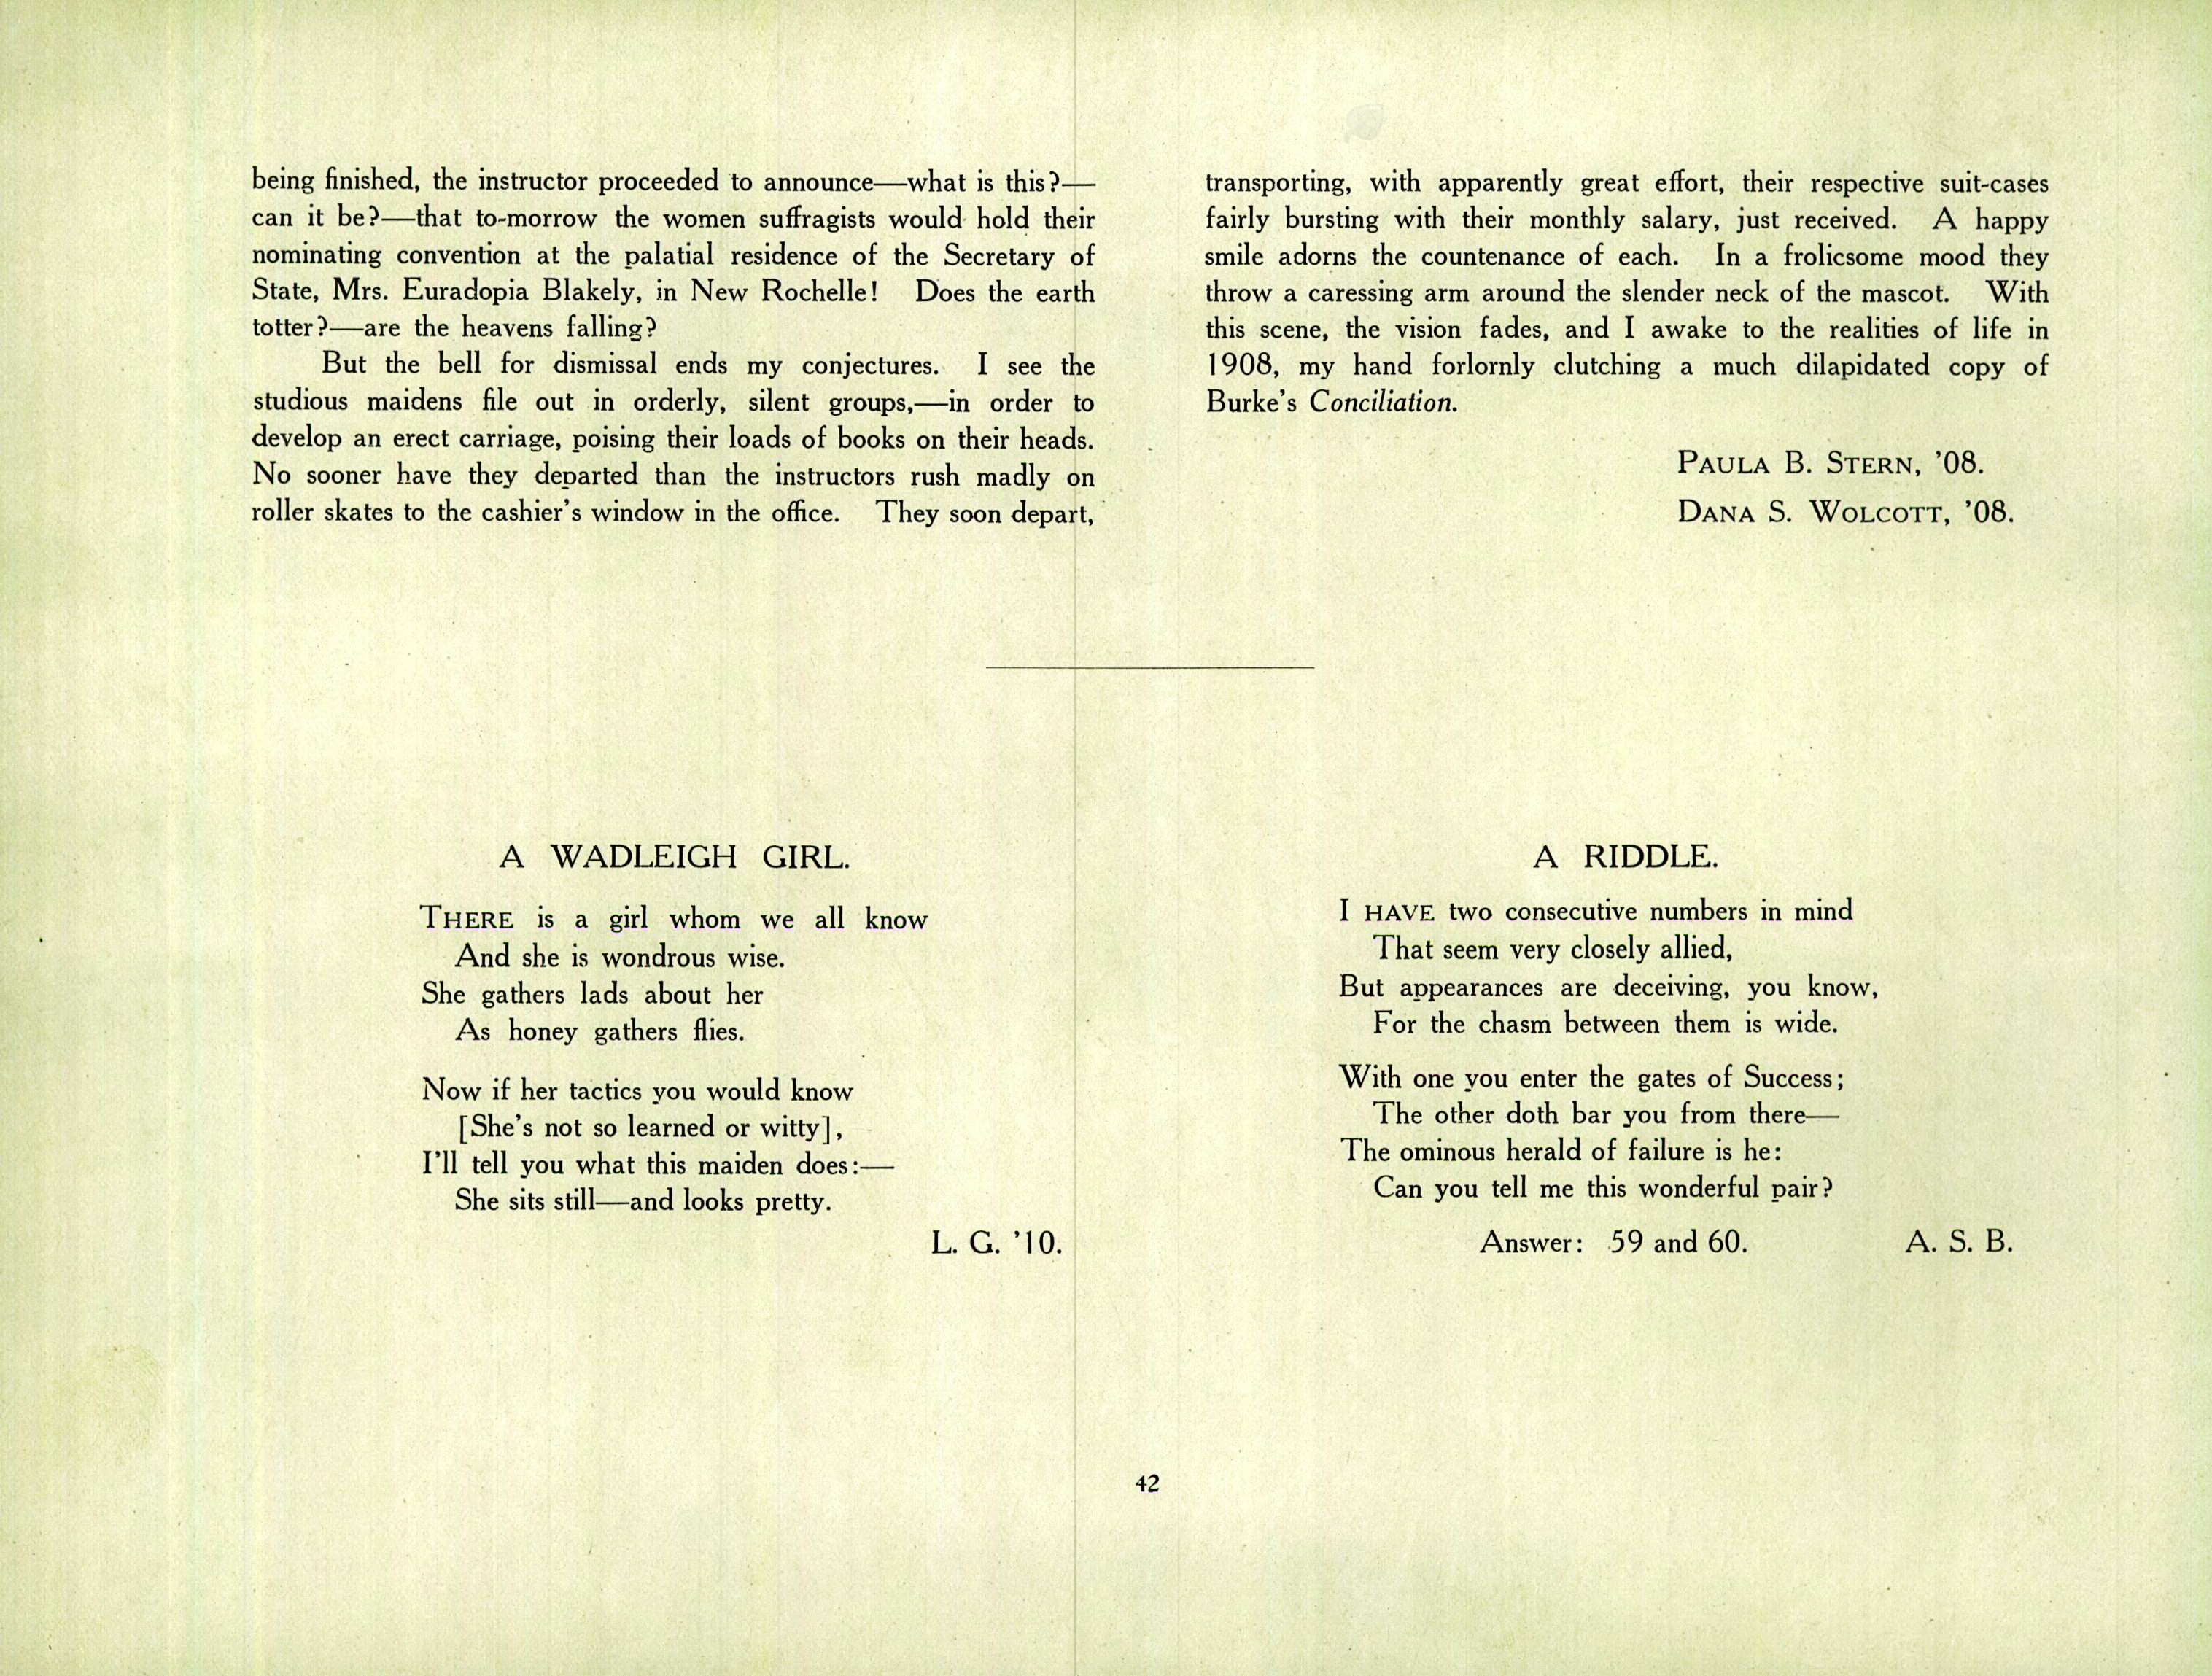 being finished, the instructor proceeded to announce—what is this?—
can it be?—that to-morrow the women suffragists would hold their
nominating convention at the palatial residence of the Secretary of
State, Mrs. Euradopia Blakely, in New Rochelle! Does the earth
totter?—are the heavens falling?
But the bell for dismissal ends my conjectures. I see the
studious maidens file out in orderly, silent groups,—in order to
develop an erect carriage, poising their loads of books on their heads.
No sooner have they departed than the instructors rush madly on
roller skates to the cashier's window in the office. They soon depart,
transporting, with apparently great effort, their respective suit-cases
fairly bursting with their monthly salary, just received. A happy
smile adorns the countenance of each. In a frolicsome mood they
throw a caressing arm around the slender neck of the mascot. With
this scene, the vision fades, and I awake to the realities of life in
1908, my hand forlornly clutching a much dilapidated copy of
Burke's Conciliation.
PAULA B. STERN, '08.
DANA S. WOLCOTT, '08.
A WADLEIGH GIRL.
THERE is a girl whom we all know
And she is wondrous wise.
She gathers lads about her
As honey gathers flies.
Now if her tactics you would know
[She's not so learned or witty],
I'll tell you what this maiden does:—
She sits still—and looks pretty.
L. G. '10.
A RIDDLE.
I HAVE two consecutive numbers in mind
That seem very closely allied,
But appearances are deceiving, you know,
For the chasm between them is wide.
With one you enter the gates of Success;
The other doth bar you from there—
The ominous herald of failure is he:
Can you tell me this wonderful pair?
Answer: 59 and 60. A. S. B.
42